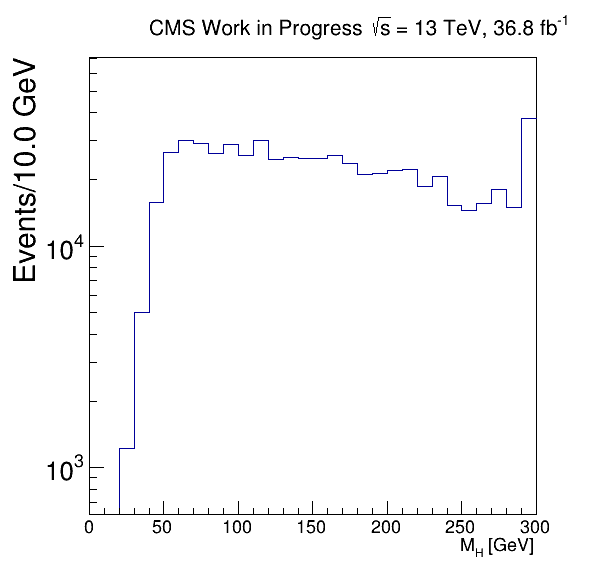 CMS Work in Progress √s = 13 TeV, 36.8 fb⁻¹
Events/10.0 GeV
10⁴
10³
0 50 100 150 200 250 300
M_H [GeV]